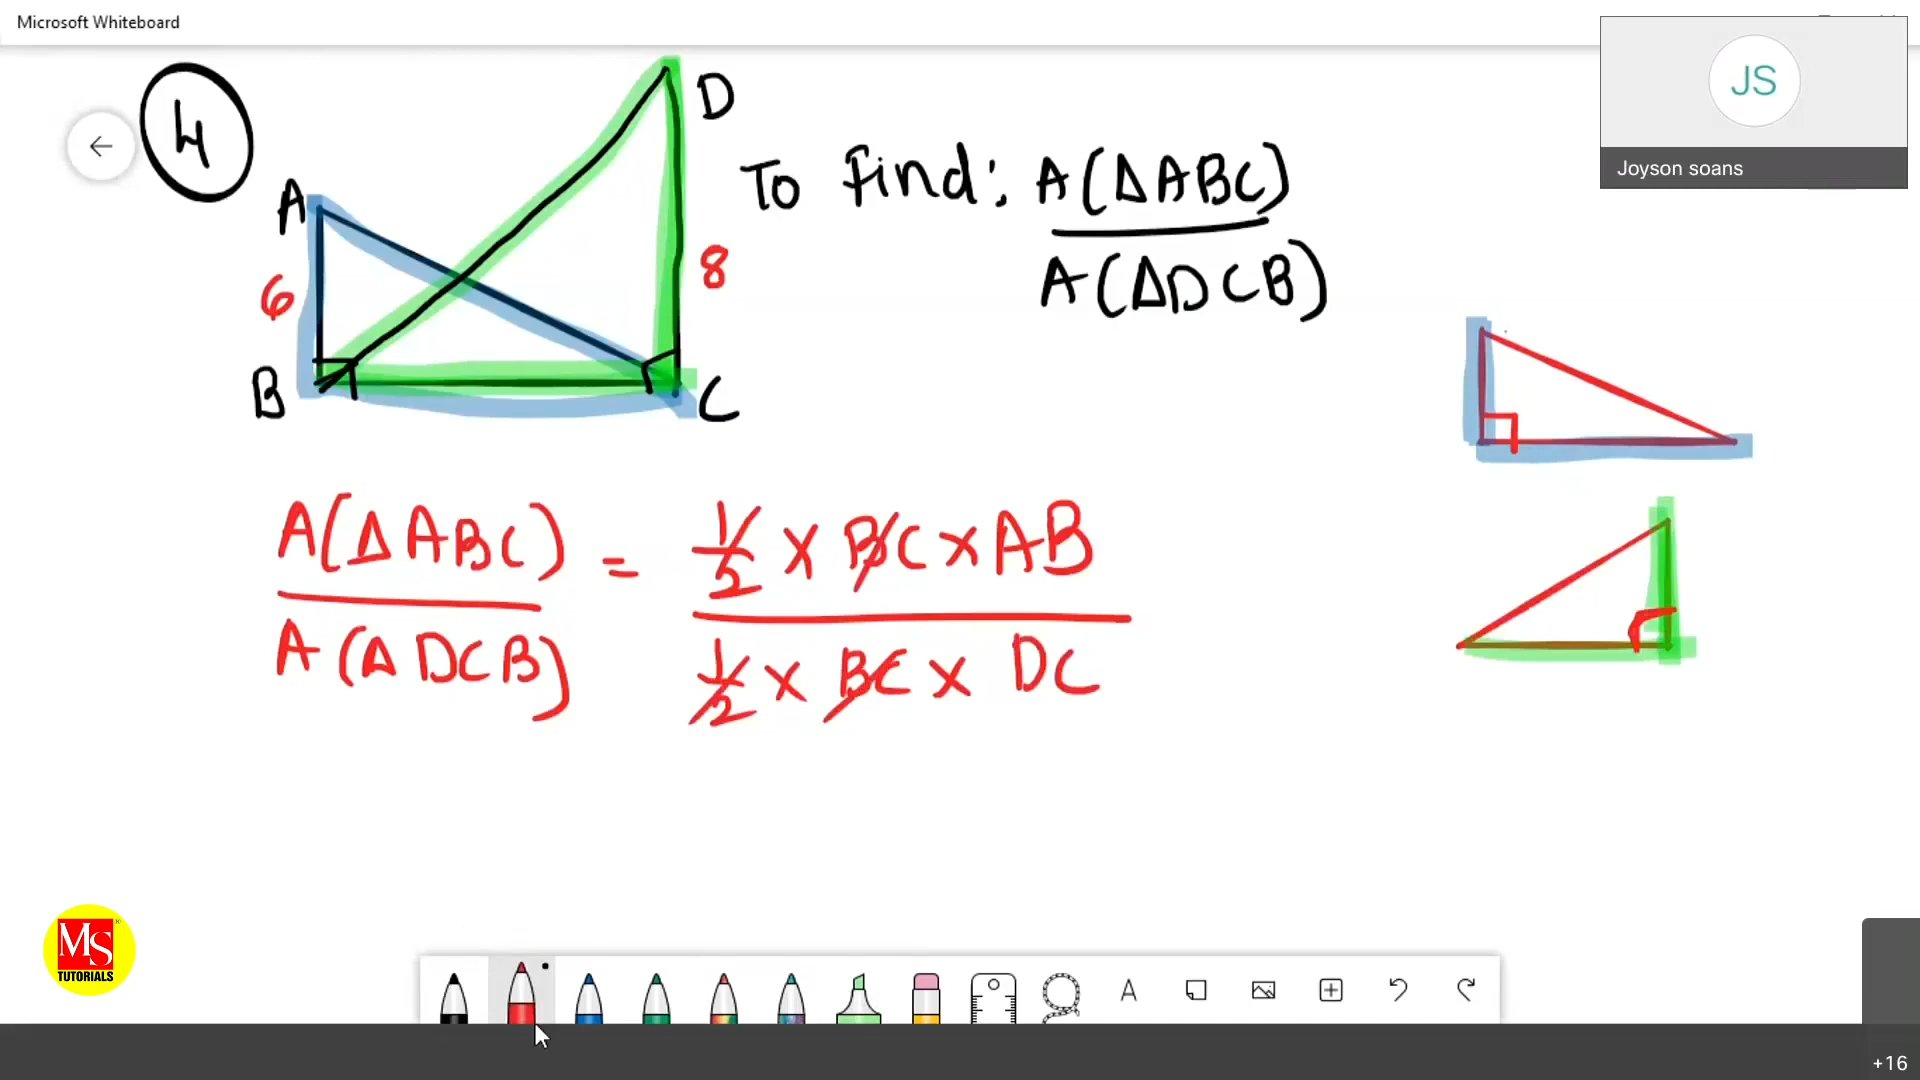 Microsoft Whiteboard
JS
Joyson soans
4
D
To find: A(ΔABC)
A(ΔDCB)
A
6
8
B
C
A(ΔABC) = 1/2 × BC × AB
A(ΔDCB) 1/2 × BC × DC
MS
TUTORIALS
A
+16